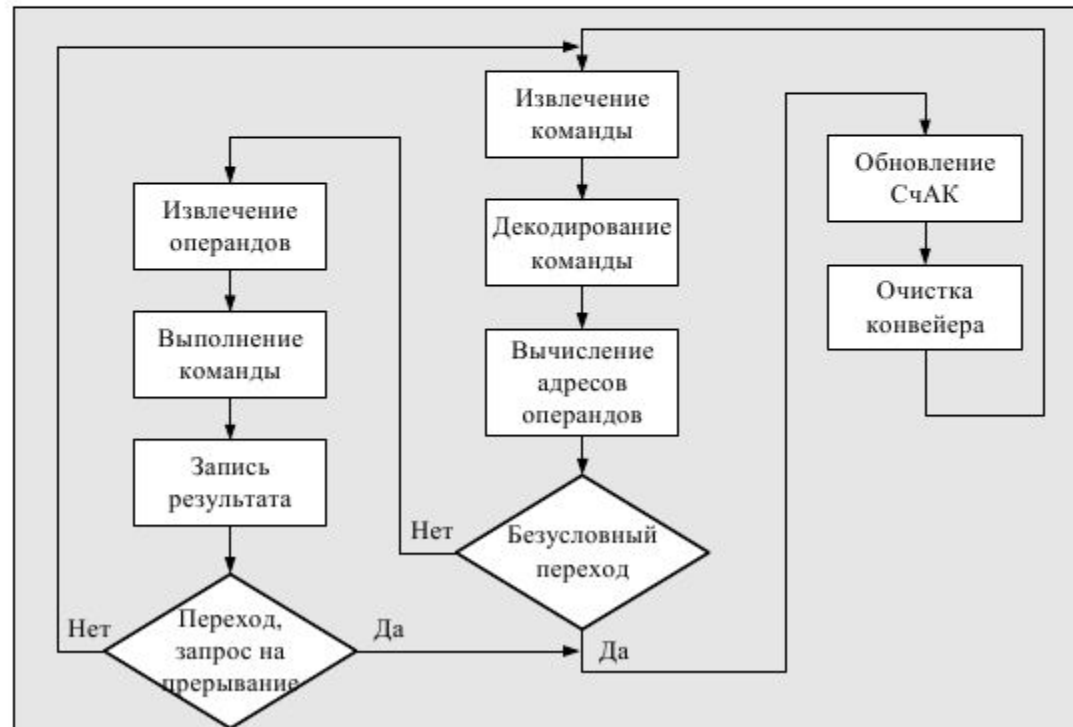 Извлечение
команды
Декодирование
команды
Вычисление
адресов
операндов
Безусловный
переход
Нет
Да
Извлечение
операндов
Выполнение
команды
Запись
результата
Переход,
запрос на
прерывание
Нет
Да
Обновление
СчАК
Очистка
конвейера